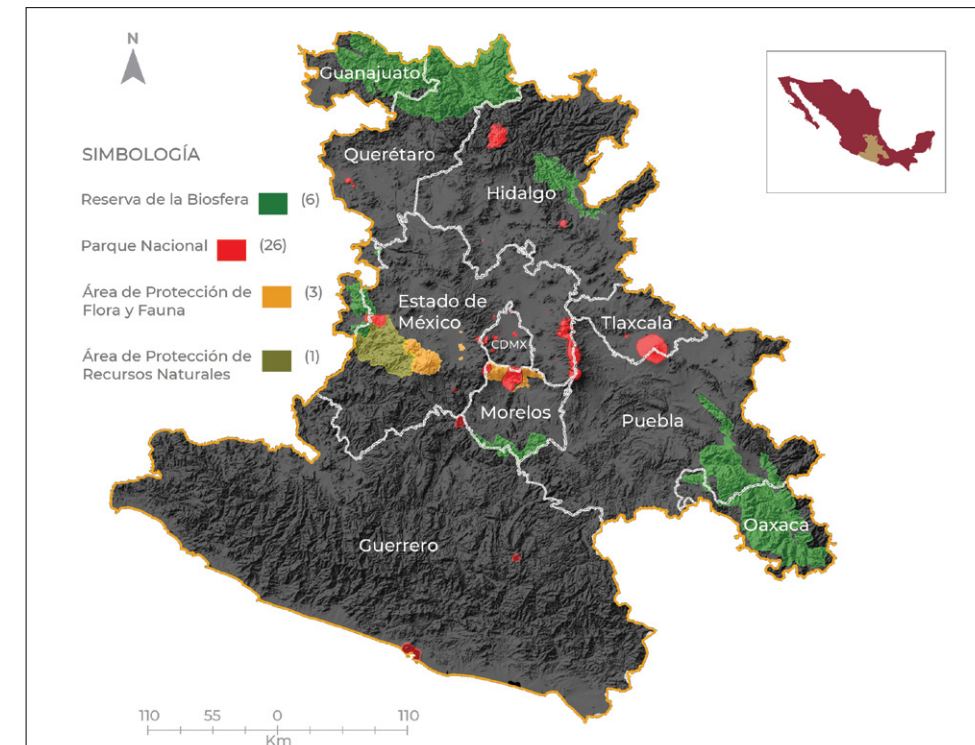 N
SIMBOLOGÍA
Reserva de la Biosfera (6)
Parque Nacional (26)
Área de Protección de
Flora y Fauna (3)
Área de Protección de
Recursos Naturales (1)
Guanajuato
Querétaro
Hidalgo
Estado de
México
CDMX
Tlaxcala
Morelos
Puebla
Oaxaca
Guerrero
110 55 0 110
Km